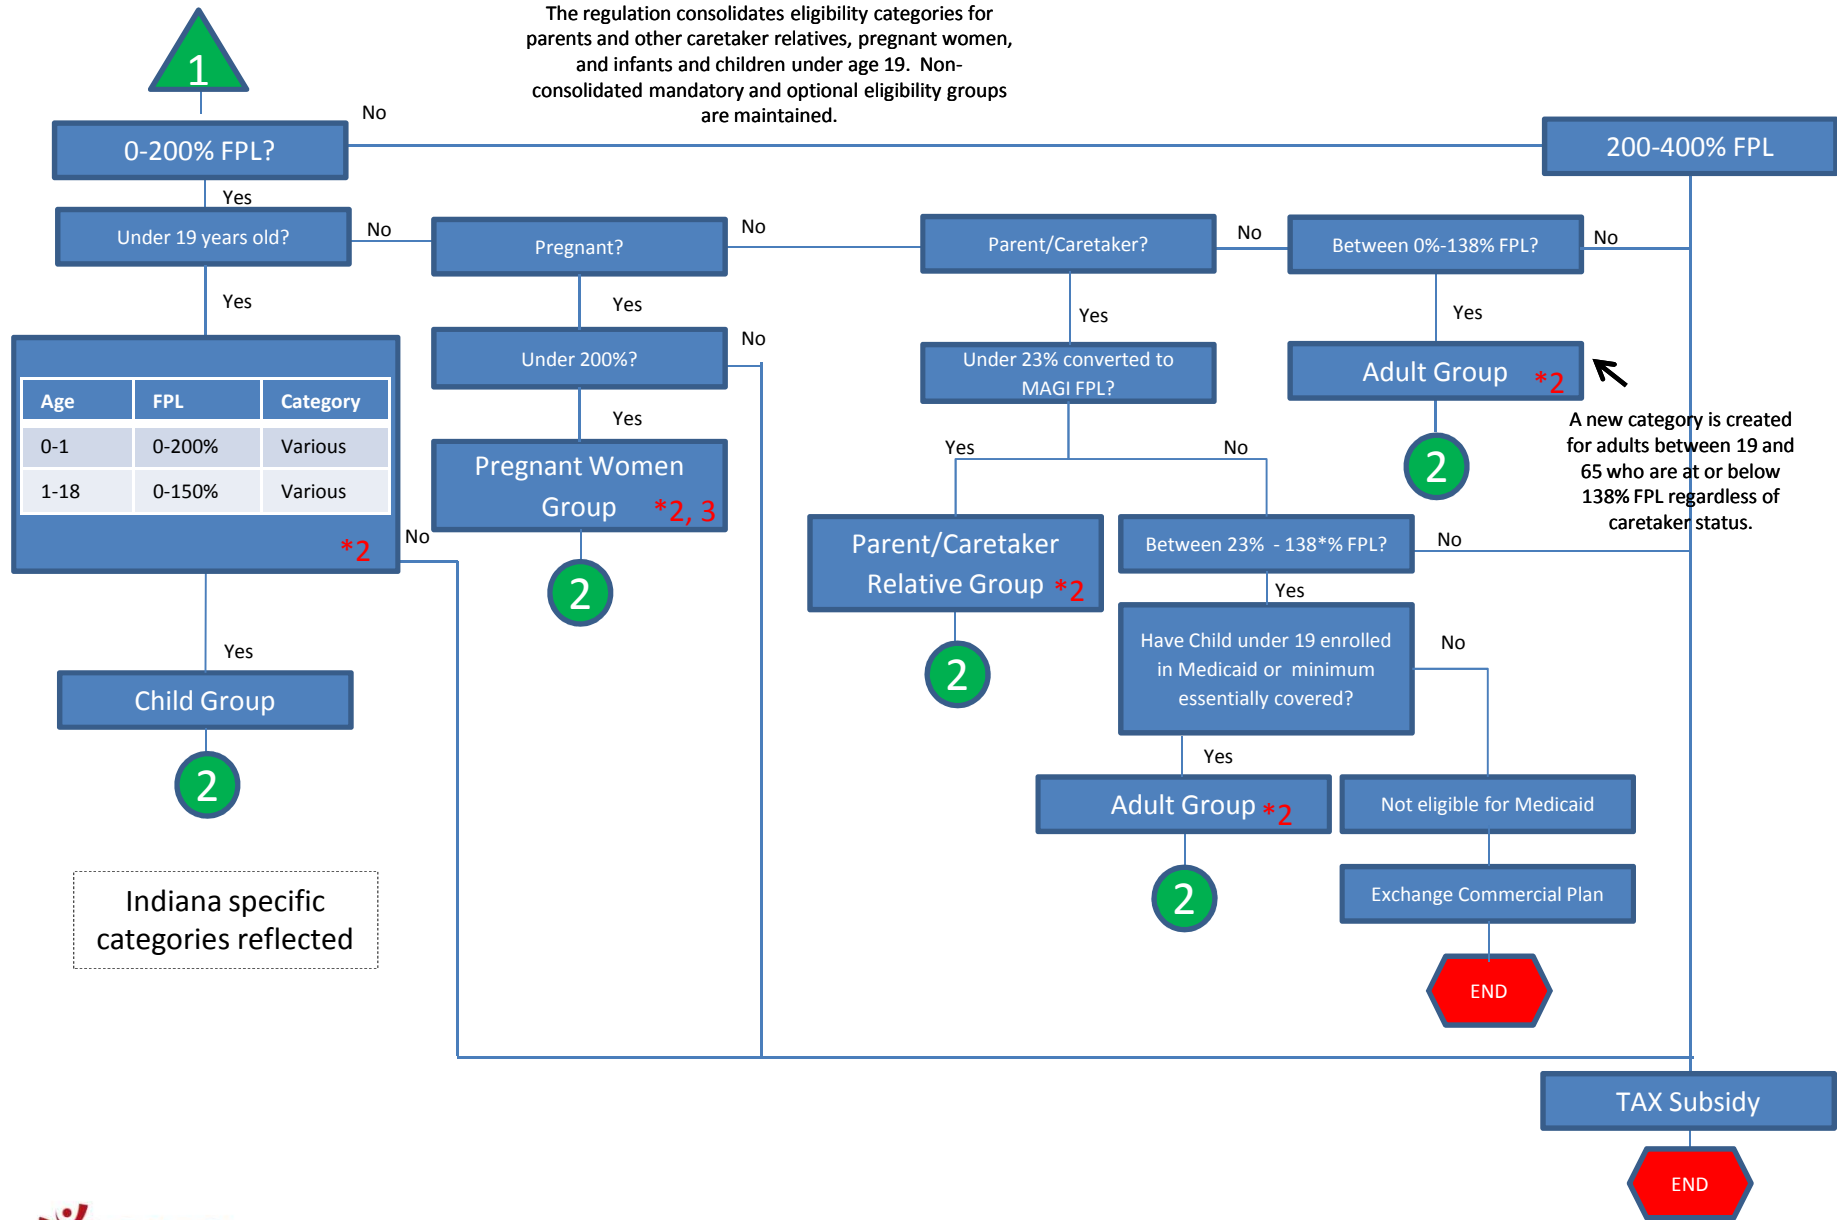 The regulation consolidates eligibility categories for
parents and other caretaker relatives, pregnant women,
and infants and children under age 19.  Non-
consolidated mandatory and optional eligibility groups
are maintained.
1
No
0-200% FPL?
200-400% FPL
Yes
Under 19 years old?
No
Pregnant?
No
Parent/Caretaker?
No
Between 0%-138% FPL?
No
Yes
Yes
Yes
Yes
Under 200%?
No
Under 23% converted to
MAGI FPL?
Adult Group *2
A new category is created
for adults between 19 and
65 who are at or below
138% FPL regardless of
caretaker status.
2
Age FPL Category
0-1 0-200% Various
1-18 0-150% Various
*2
No
Yes
Pregnant Women
Group *2, 3
2
Yes
No
Parent/Caretaker
Relative Group *2
2
Between 23%  - 138*% FPL?
No
Yes
Have Child under 19 enrolled
in Medicaid or  minimum
essentially covered?
No
Yes
Child Group
2
Yes
Adult Group *2
2
Not eligible for Medicaid
Exchange Commercial Plan
END
Indiana specific
categories reflected
TAX Subsidy
END